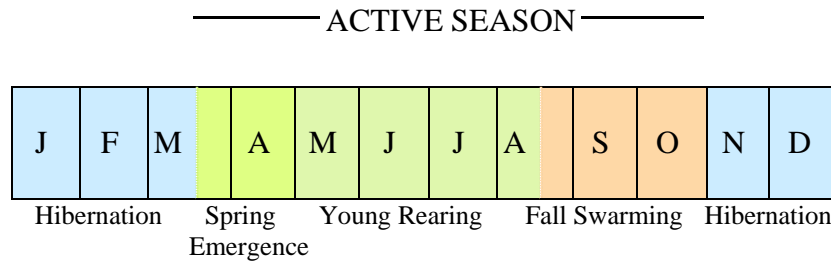 ACTIVE SEASON
J F M A M J J A S O N D
Hibernation Spring Emergence Young Rearing Fall Swarming Hibernation